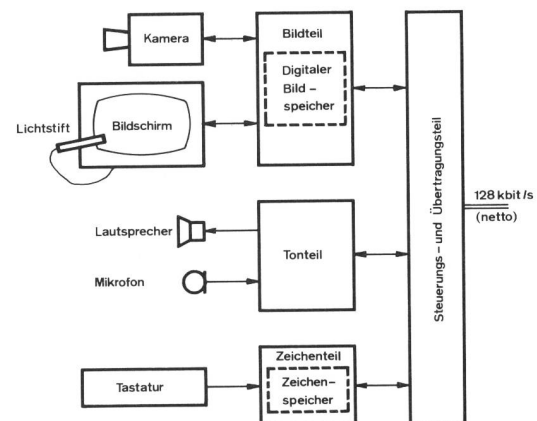 Kamera
Bildteil
Digitaler
Bild -
speicher
Lichtstift
Bildschirm
Lautsprecher
Mikrofon
Tonteil
Steuerungs - und Übertragungsteil
128 kbit/s
(netto)
Tastatur
Zeichenteil
Zeichen-
speicher